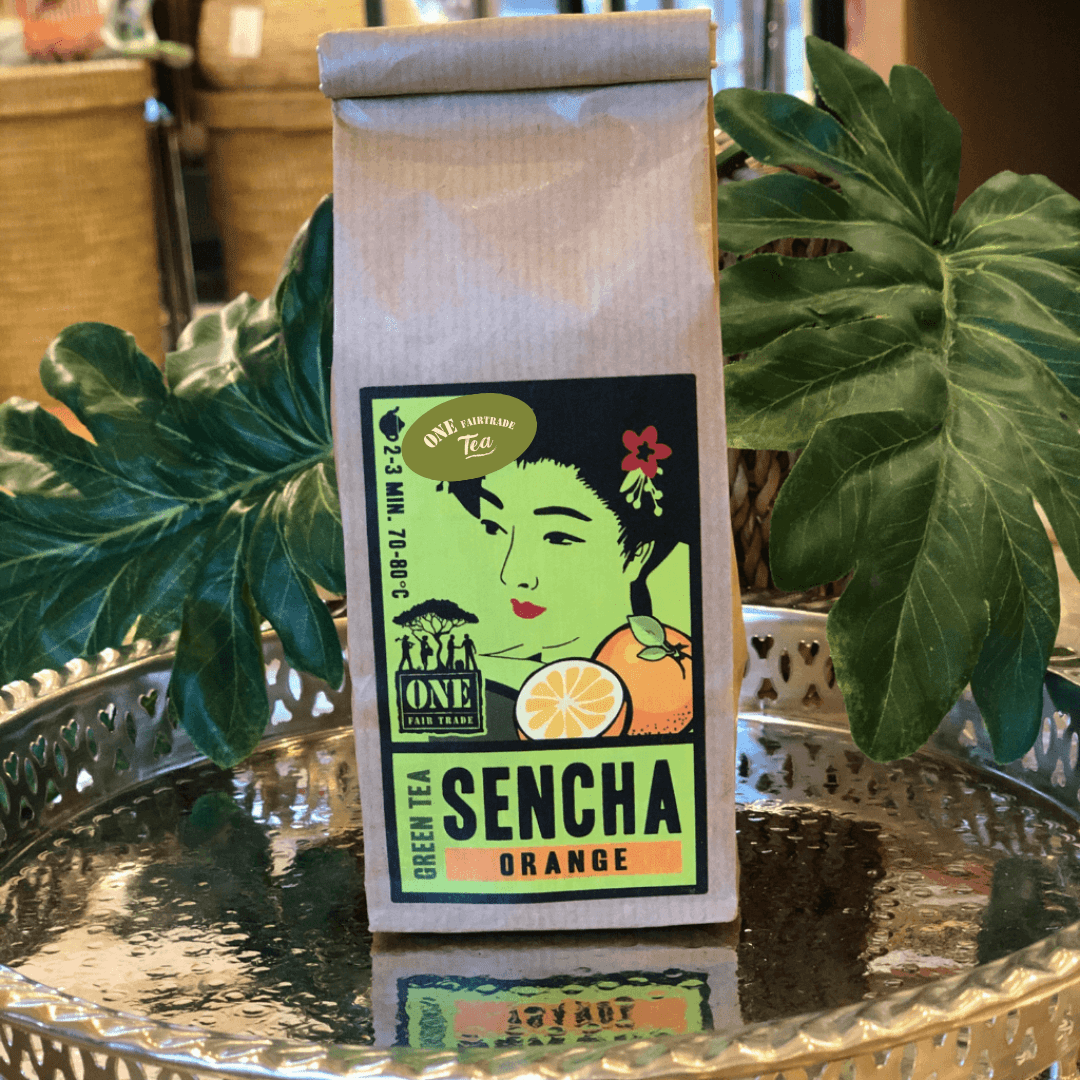 ONE FAIRTRADE
Tea
2-3 MIN. 70-80°C
ONE
FAIR TRADE
GREEN TEA
SENCHA
ORANGE